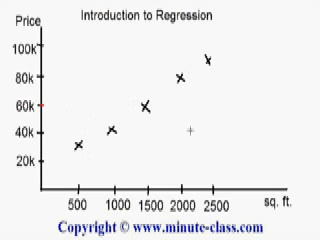 Introduction to Regression
Price
100k
80k
60k
40k
20k
500 1000 1500 2000 2500 sq. ft.
Copyright © www.minute-class.com